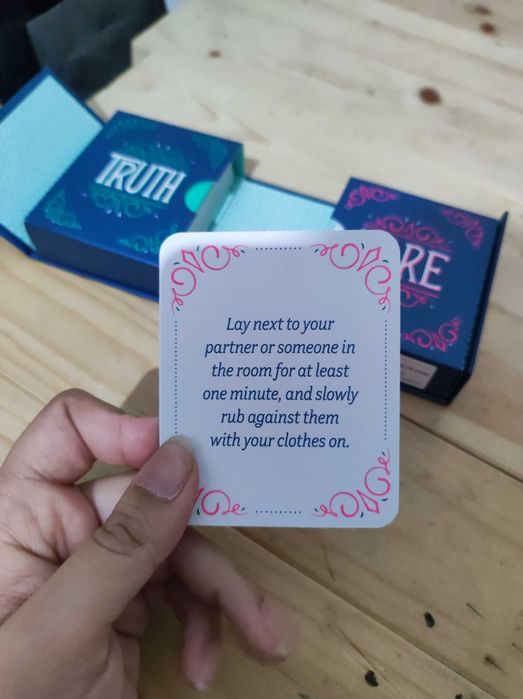 TRUTH
RE
Lay next to your
partner or someone in
the room for at least
one minute, and slowly
rub against them
with your clothes on.